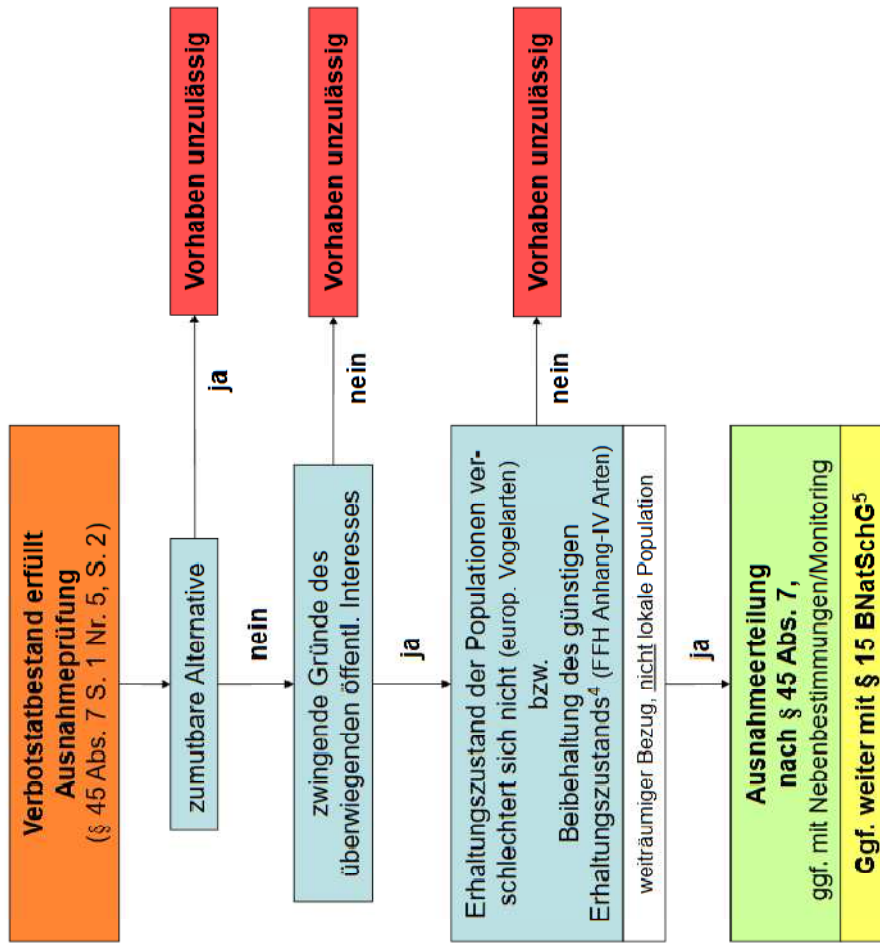 Verbotstatbestand erfüllt
Ausnahmeprüfung
(§ 45 Abs. 7 S. 1 Nr. 5, S. 2)
zumutbare Alternative
ja
Vorhaben unzulässig
nein
zwingende Gründe des
überwiegenden öffentl. Interesses
nein
Vorhaben unzulässig
ja
Erhaltungszustand der Populationen ver-
schlechtert sich nicht (europ. Vogelarten)
bzw.
Beibehaltung des günstigen
Erhaltungszustands⁴ (FFH Anhang-IV Arten)
weiträumiger Bezug, nicht lokale Population
nein
Vorhaben unzulässig
ja
Ausnahmeerteilung
nach § 45 Abs. 7,
ggf. mit Nebenbestimmungen/Monitoring
Ggf. weiter mit § 15 BNatSchG⁵